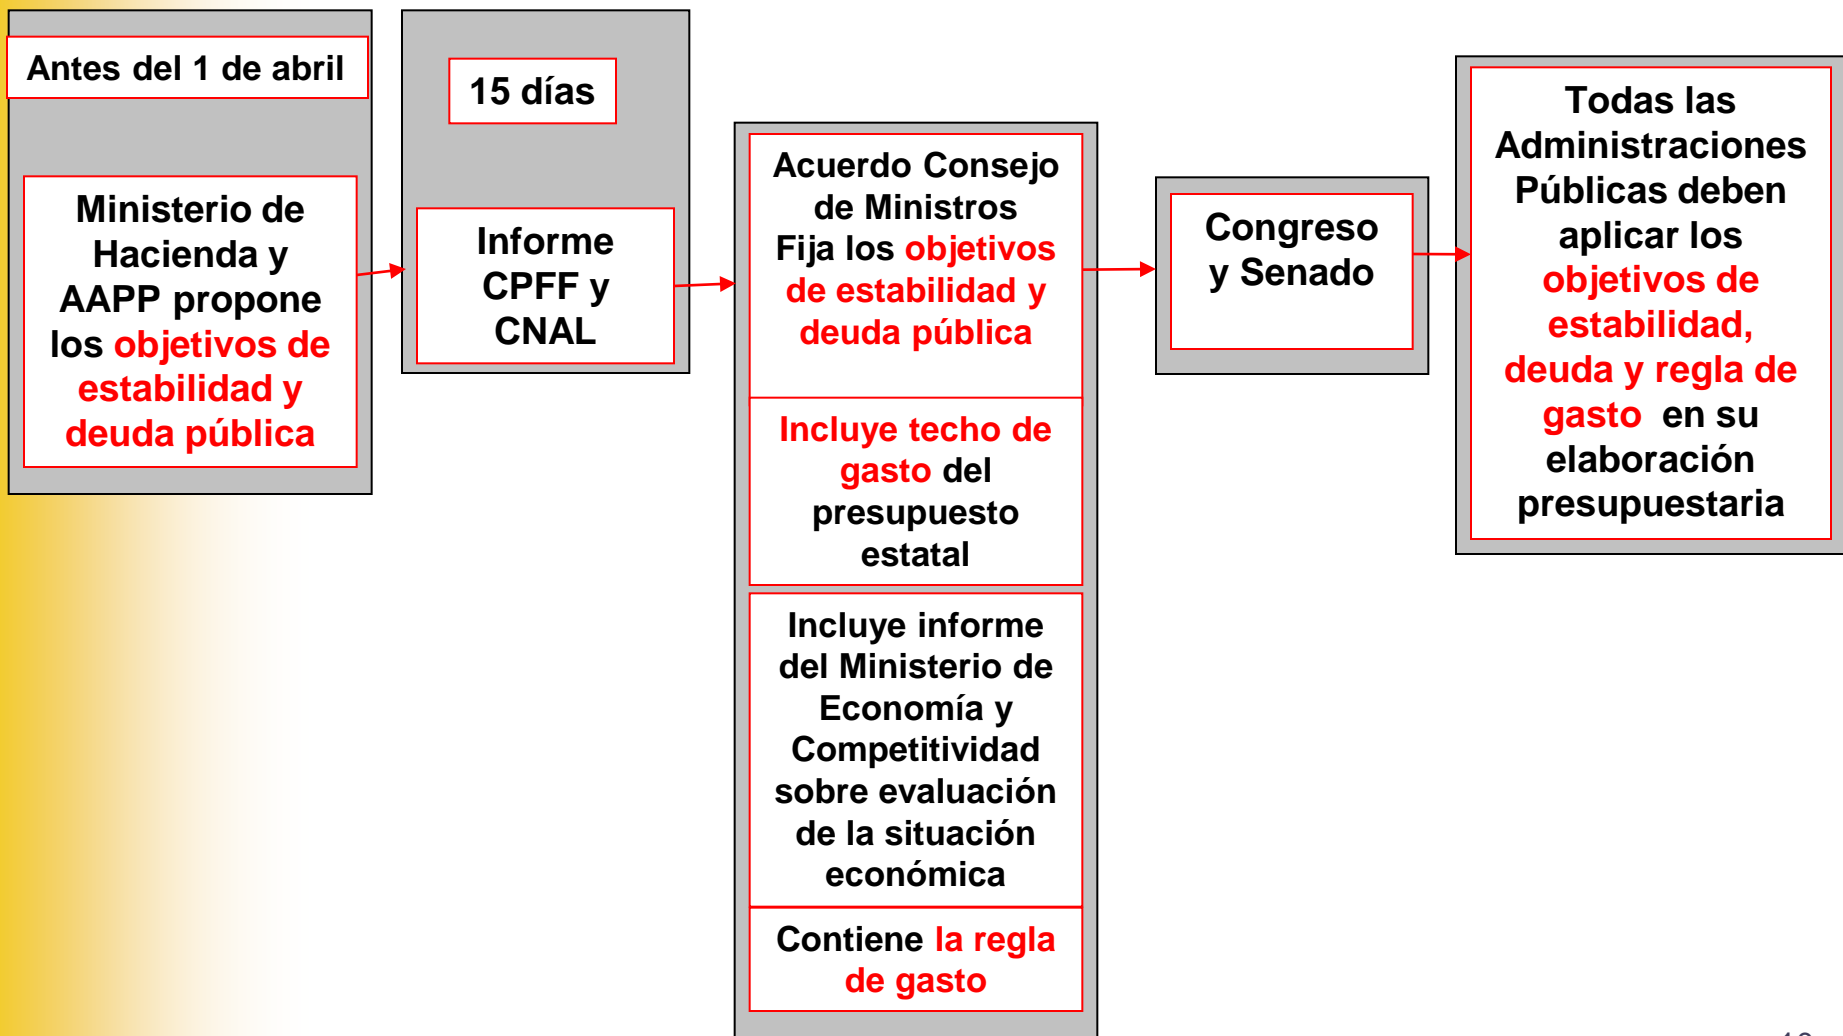 Antes del 1 de abril
Ministerio de
Hacienda y
AAPP propone
los objetivos de
estabilidad y
deuda pública
15 días
Informe
CPFF y
CNAL
Acuerdo Consejo
de Ministros
Fija los objetivos
de estabilidad y
deuda pública
Incluye techo de
gasto del
presupuesto
estatal
Incluye informe
del Ministerio de
Economía y
Competitividad
sobre evaluación
de la situación
económica
Contiene la regla
de gasto
Congreso
y Senado
Todas las
Administraciones
Públicas deben
aplicar los
objetivos de
estabilidad,
deuda y regla de
gasto en su
elaboración
presupuestaria